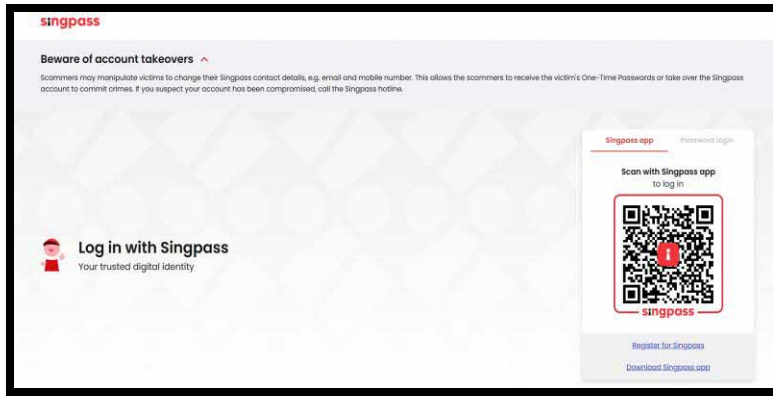 singpass
Beware of account takeovers
Scammers may manipulate victims to change their Singpass contact details, e.g. email and mobile number. This allows the scammers to receive the victim's One-Time Passwords or take over the Singpass
account to commit crimes. If you suspect your account has been compromised, call the Singpass hotline.
Singpass app Password login
Scan with Singpass app
to log in
singpass
Log in with Singpass
Your trusted digital identity
Register for Singpass
Download Singpass app